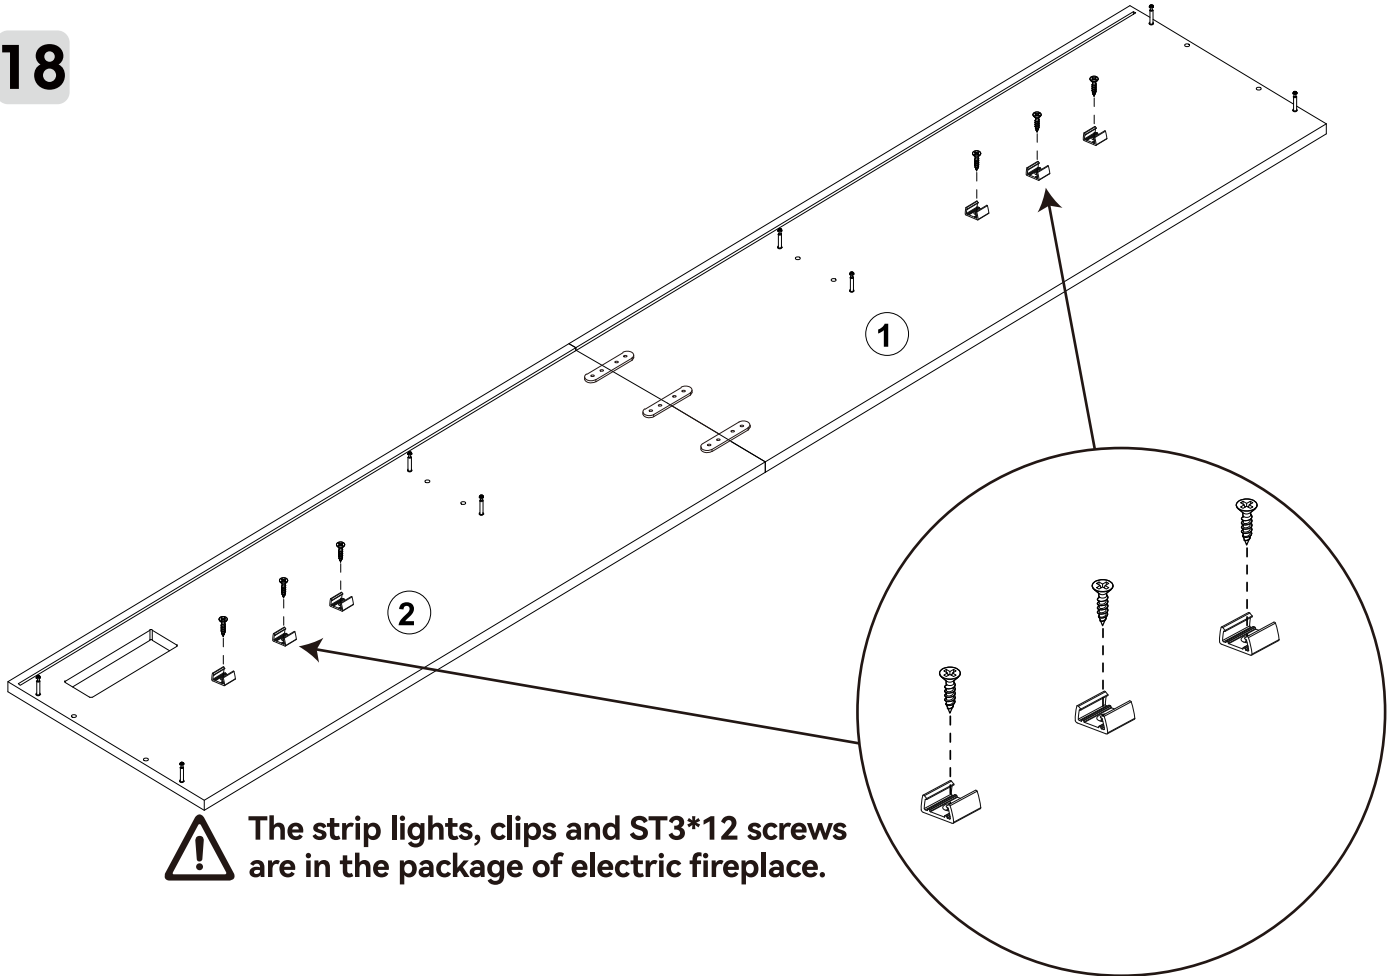 18
1
2
The strip lights, clips and ST3*12 screws
are in the package of electric fireplace.